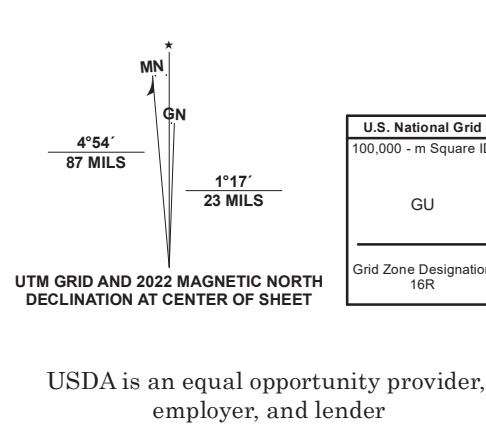 MN
GN
4°54´
87 MILS
1°17´
23 MILS
UTM GRID AND 2022 MAGNETIC NORTH
DECLINATION AT CENTER OF SHEET
U.S. National Grid
100,000 - m Square ID
GU
Grid Zone Designation
16R
USDA is an equal opportunity provider,
employer, and lender